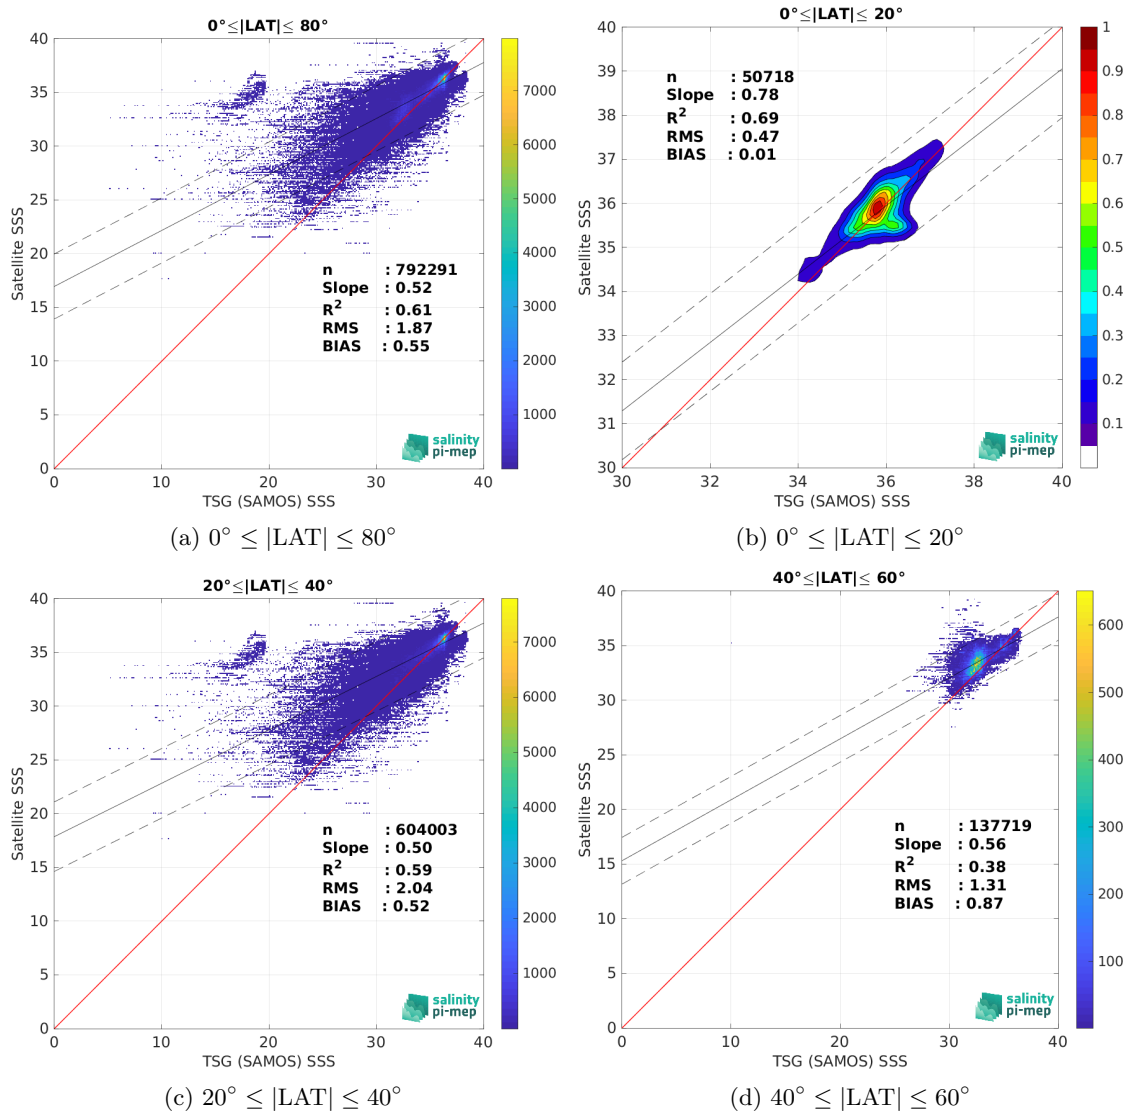 0°≤|LAT|≤ 80°
40
35
30
25
20
15
10
5
0
Satellite SSS
0
10
20
30
40
TSG (SAMOS) SSS
n : 792291
Slope : 0.52
R² : 0.61
RMS : 1.87
BIAS : 0.55
salinity
pi-mep
7000
6000
5000
4000
3000
2000
1000
(a) 0° ≤ |LAT| ≤ 80°
0°≤|LAT|≤ 20°
40
39
38
37
36
35
34
33
32
31
30
Satellite SSS
30
32
34
36
38
40
TSG (SAMOS) SSS
n : 50718
Slope : 0.78
R² : 0.69
RMS : 0.47
BIAS : 0.01
salinity
pi-mep
1
0.9
0.8
0.7
0.6
0.5
0.4
0.3
0.2
0.1
(b) 0° ≤ |LAT| ≤ 20°
20°≤|LAT|≤ 40°
40
35
30
25
20
15
10
5
0
Satellite SSS
0
10
20
30
40
TSG (SAMOS) SSS
n : 604003
Slope : 0.50
R² : 0.59
RMS : 2.04
BIAS : 0.52
salinity
pi-mep
7000
6000
5000
4000
3000
2000
1000
(c) 20° ≤ |LAT| ≤ 40°
40°≤|LAT|≤ 60°
40
35
30
25
20
15
10
5
0
Satellite SSS
0
10
20
30
40
TSG (SAMOS) SSS
n : 137719
Slope : 0.56
R² : 0.38
RMS : 1.31
BIAS : 0.87
salinity
pi-mep
600
500
400
300
200
100
(d) 40° ≤ |LAT| ≤ 60°